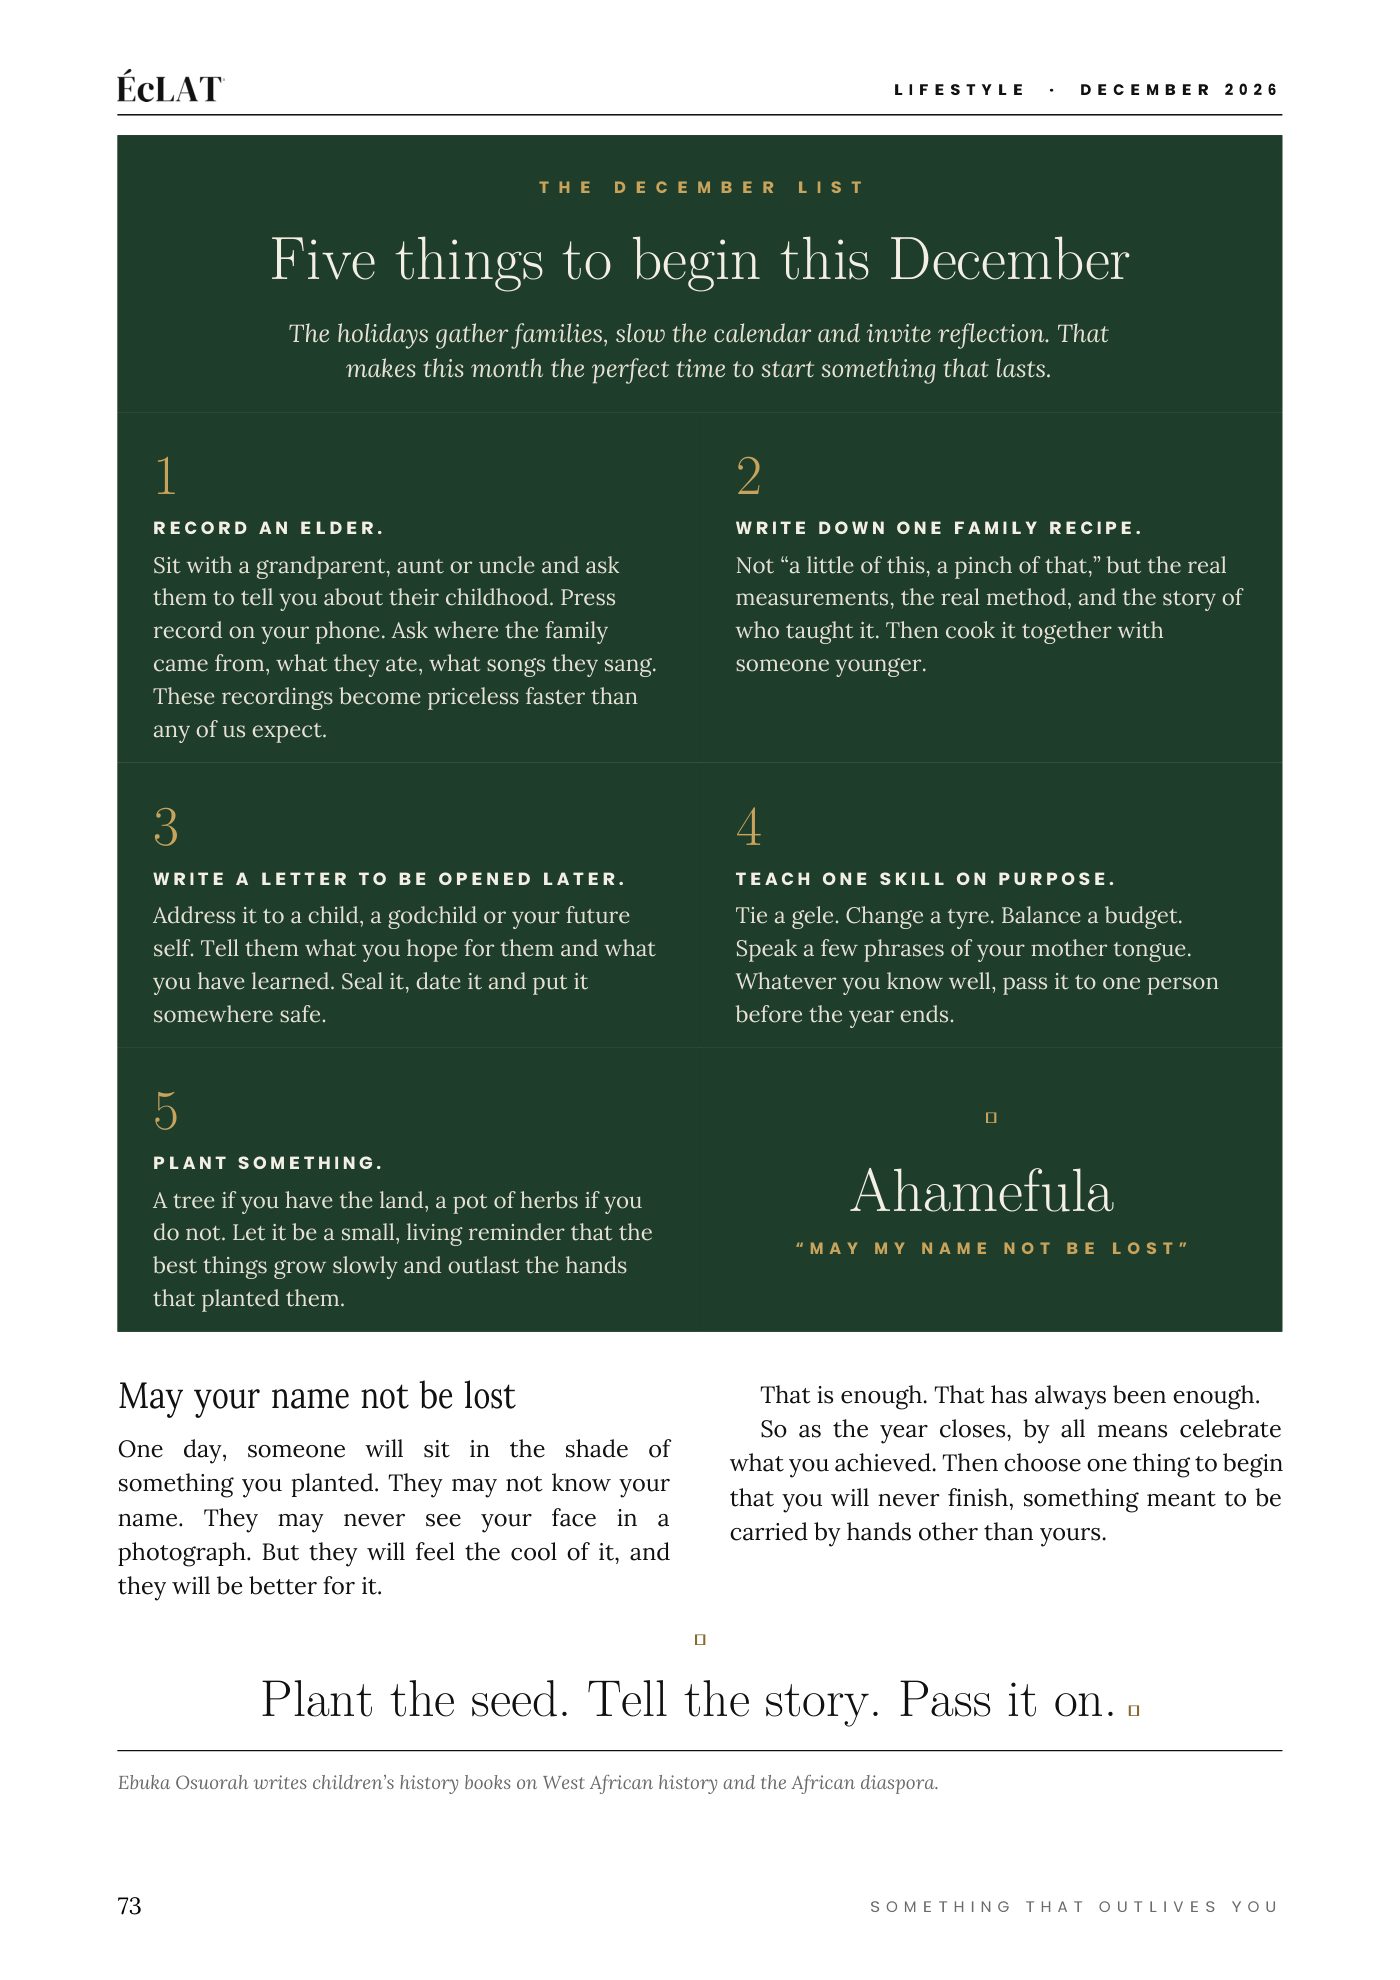 ÉcLAT
LIFESTYLE · DECEMBER 2026
THE DECEMBER LIST
Five things to begin this December
The holidays gather families, slow the calendar and invite reflection. That
makes this month the perfect time to start something that lasts.
1
RECORD AN ELDER.
Sit with a grandparent, aunt or uncle and ask
them to tell you about their childhood. Press
record on your phone. Ask where the family
came from, what they ate, what songs they sang.
These recordings become priceless faster than
any of us expect.
2
WRITE DOWN ONE FAMILY RECIPE.
Not “a little of this, a pinch of that,” but the real
measurements, the real method, and the story of
who taught it. Then cook it together with
someone younger.
3
WRITE A LETTER TO BE OPENED LATER.
Address it to a child, a godchild or your future
self. Tell them what you hope for them and what
you have learned. Seal it, date it and put it
somewhere safe.
4
TEACH ONE SKILL ON PURPOSE.
Tie a gele. Change a tyre. Balance a budget.
Speak a few phrases of your mother tongue.
Whatever you know well, pass it to one person
before the year ends.
5
PLANT SOMETHING.
A tree if you have the land, a pot of herbs if you
do not. Let it be a small, living reminder that the
best things grow slowly and outlast the hands
that planted them.
Ahamefula
“MAY MY NAME NOT BE LOST”
May your name not be lost
One day, someone will sit in the shade of
something you planted. They may not know your
name. They may never see your face in a
photograph. But they will feel the cool of it, and
they will be better for it.
That is enough. That has always been enough.
So as the year closes, by all means celebrate
what you achieved. Then choose one thing to begin
that you will never finish, something meant to be
carried by hands other than yours.
Plant the seed. Tell the story. Pass it on.
Ebuka Osuorah writes children’s history books on West African history and the African diaspora.
73
SOMETHING THAT OUTLIVES YOU